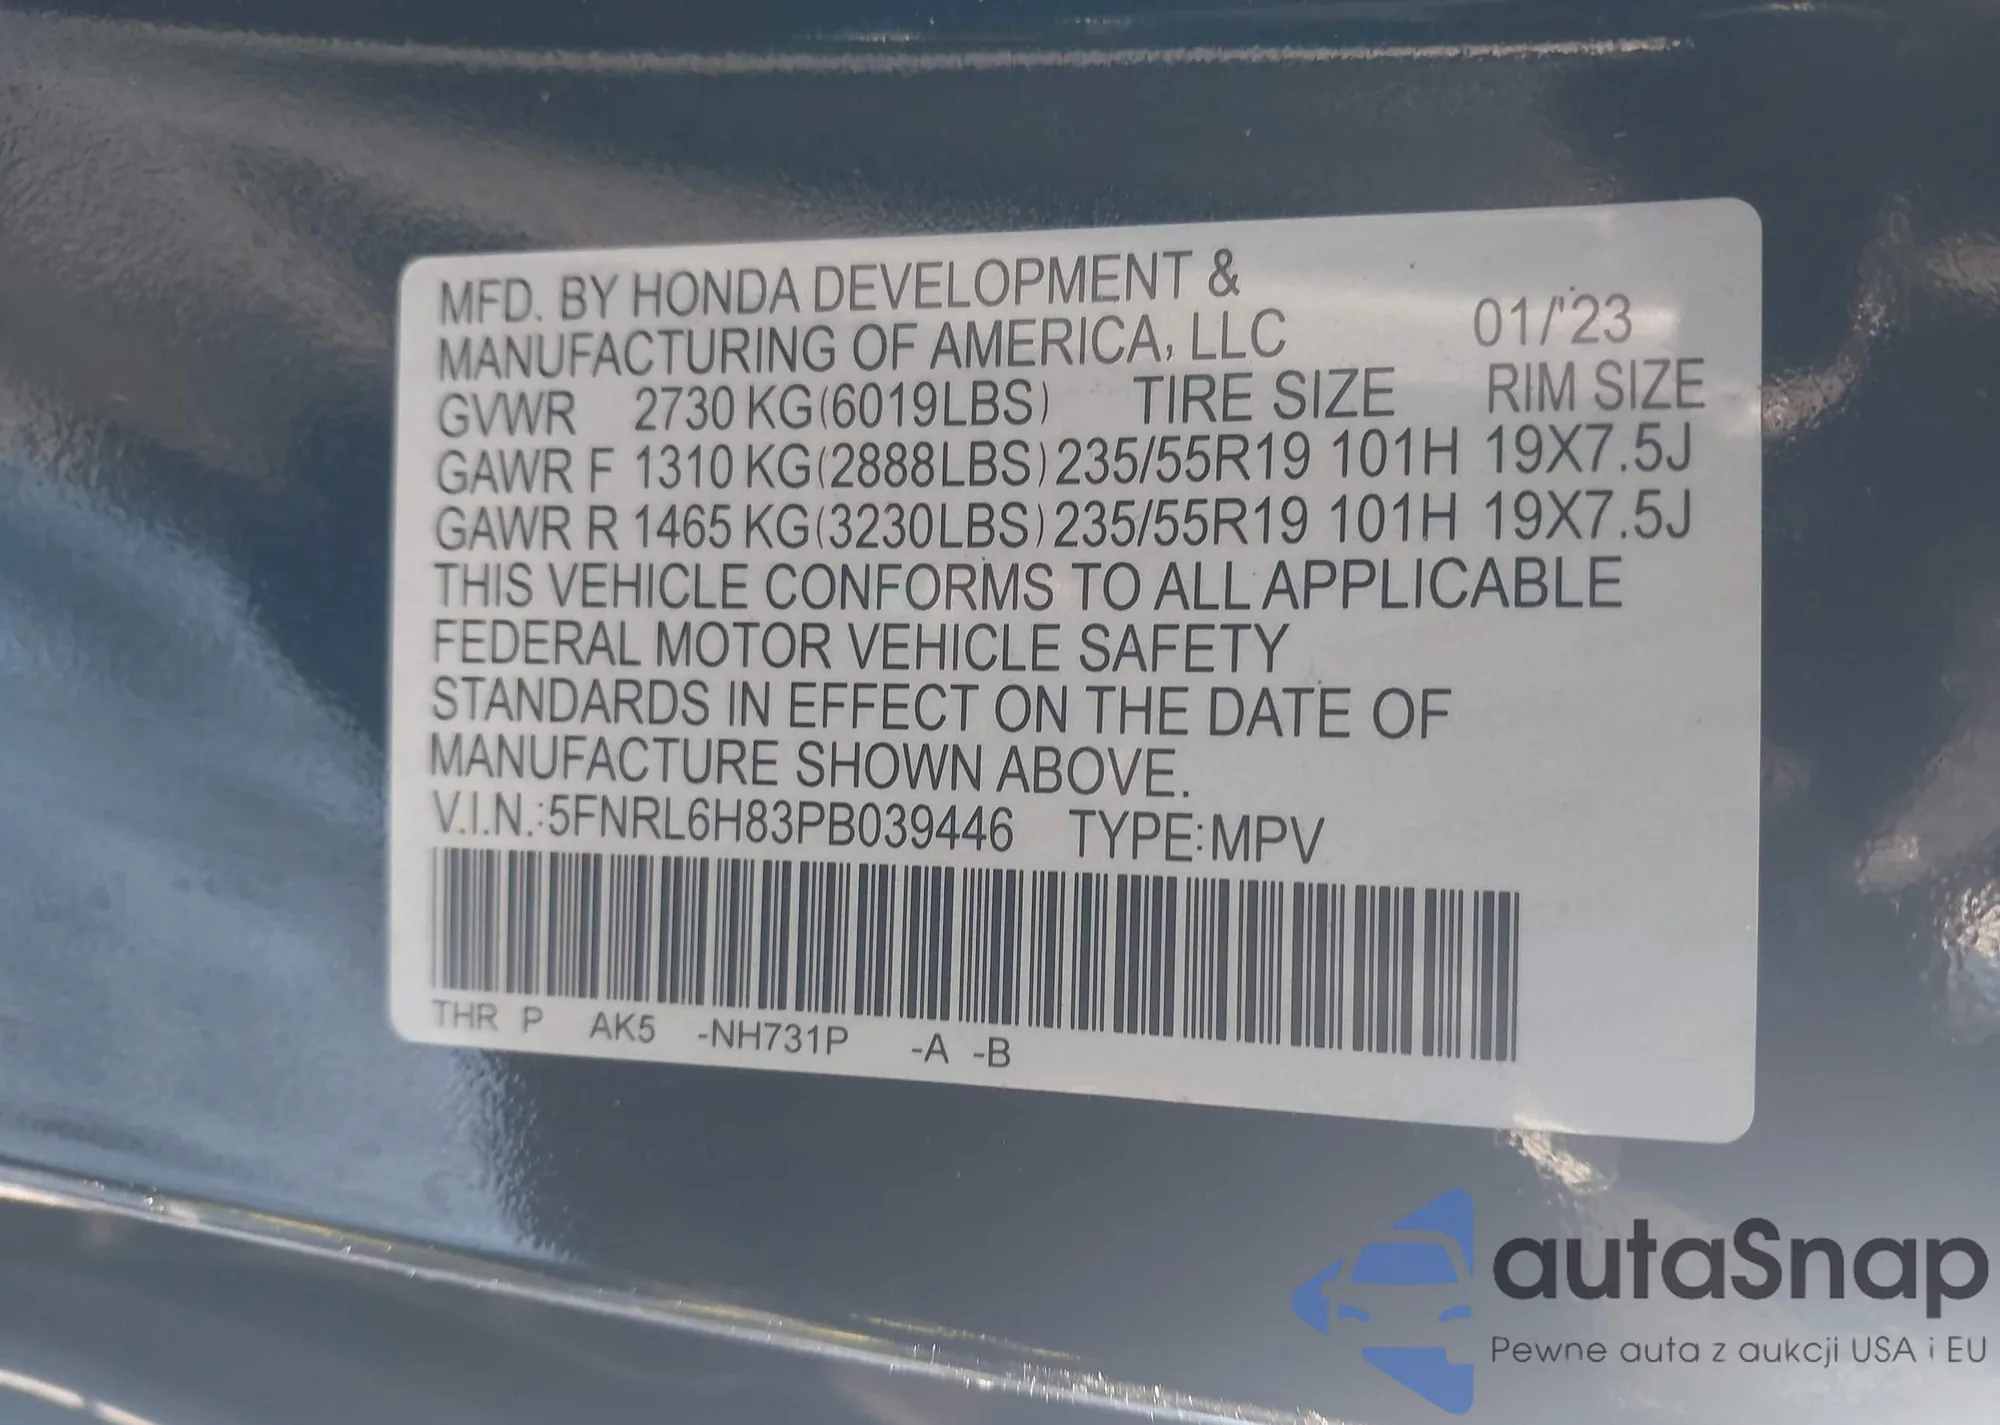 MFD. BY HONDA DEVELOPMENT &
MANUFACTURING OF AMERICA, LLC 01/'23
GVWR 2730 KG(6019LBS) TIRE SIZE RIM SIZE
GAWR F 1310 KG(2888LBS) 235/55R19 101H 19X7.5J
GAWR R 1465 KG(3230LBS) 235/55R19 101H 19X7.5J
THIS VEHICLE CONFORMS TO ALL APPLICABLE
FEDERAL MOTOR VEHICLE SAFETY
STANDARDS IN EFFECT ON THE DATE OF
MANUFACTURE SHOWN ABOVE.
V.I.N.:5FNRL6H83PB039446 TYPE:MPV
THR P AK5 -NH731P -A -B
autaSnap
Pewne auta z aukcji USA i EU